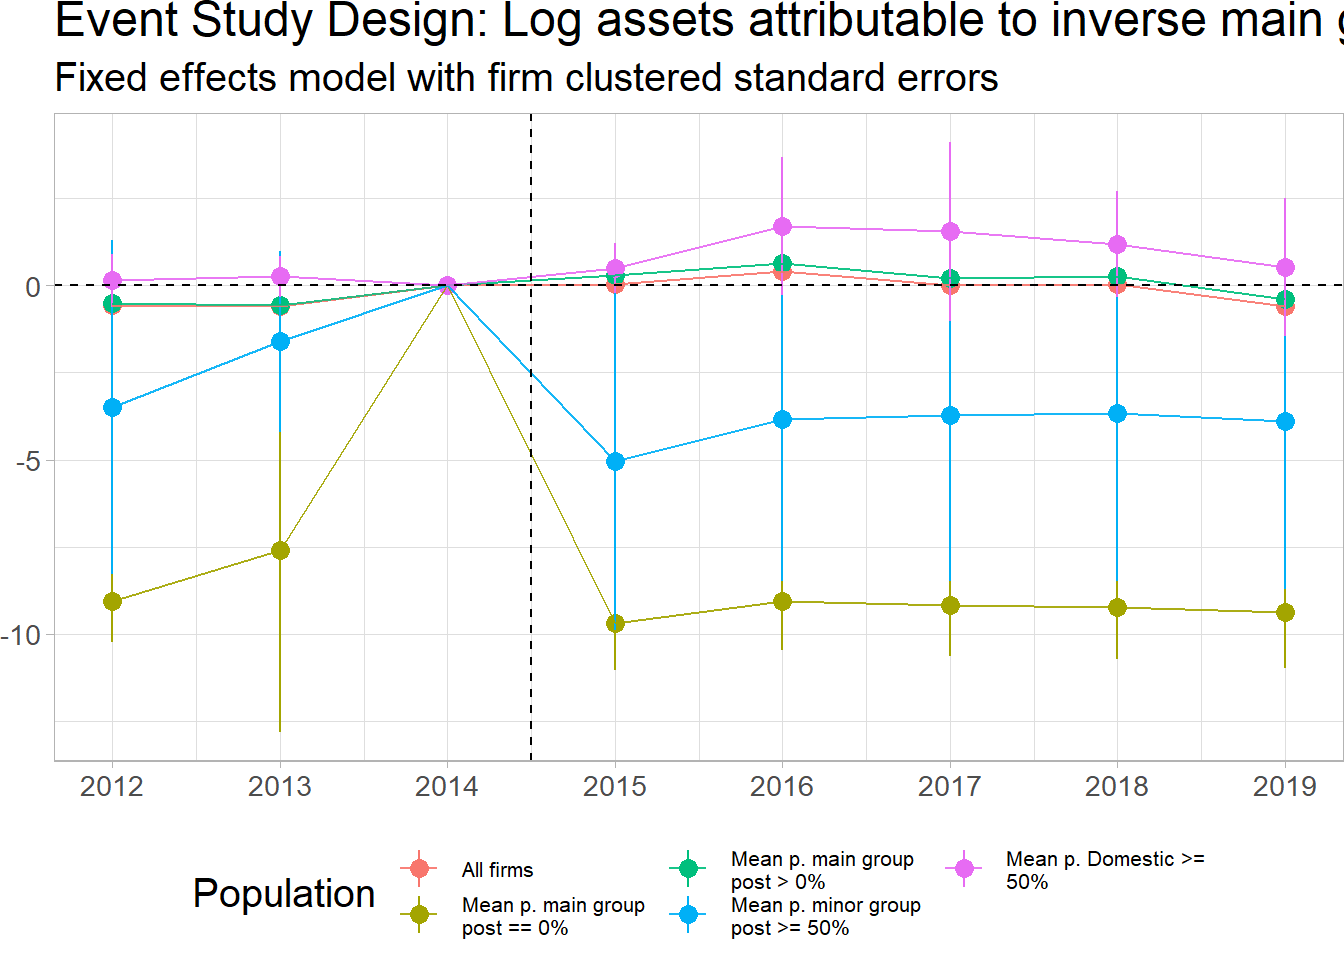 Event Study Design: Log assets attributable to inverse main
Fixed effects model with firm clustered standard errors
0
-5
-10
2012 2013 2014 2015 2016 2017 2018 2019
Population
All firms
Mean p. main group
post == 0%
Mean p. main group
post > 0%
Mean p. minor group
post >= 50%
Mean p. Domestic >=
50%